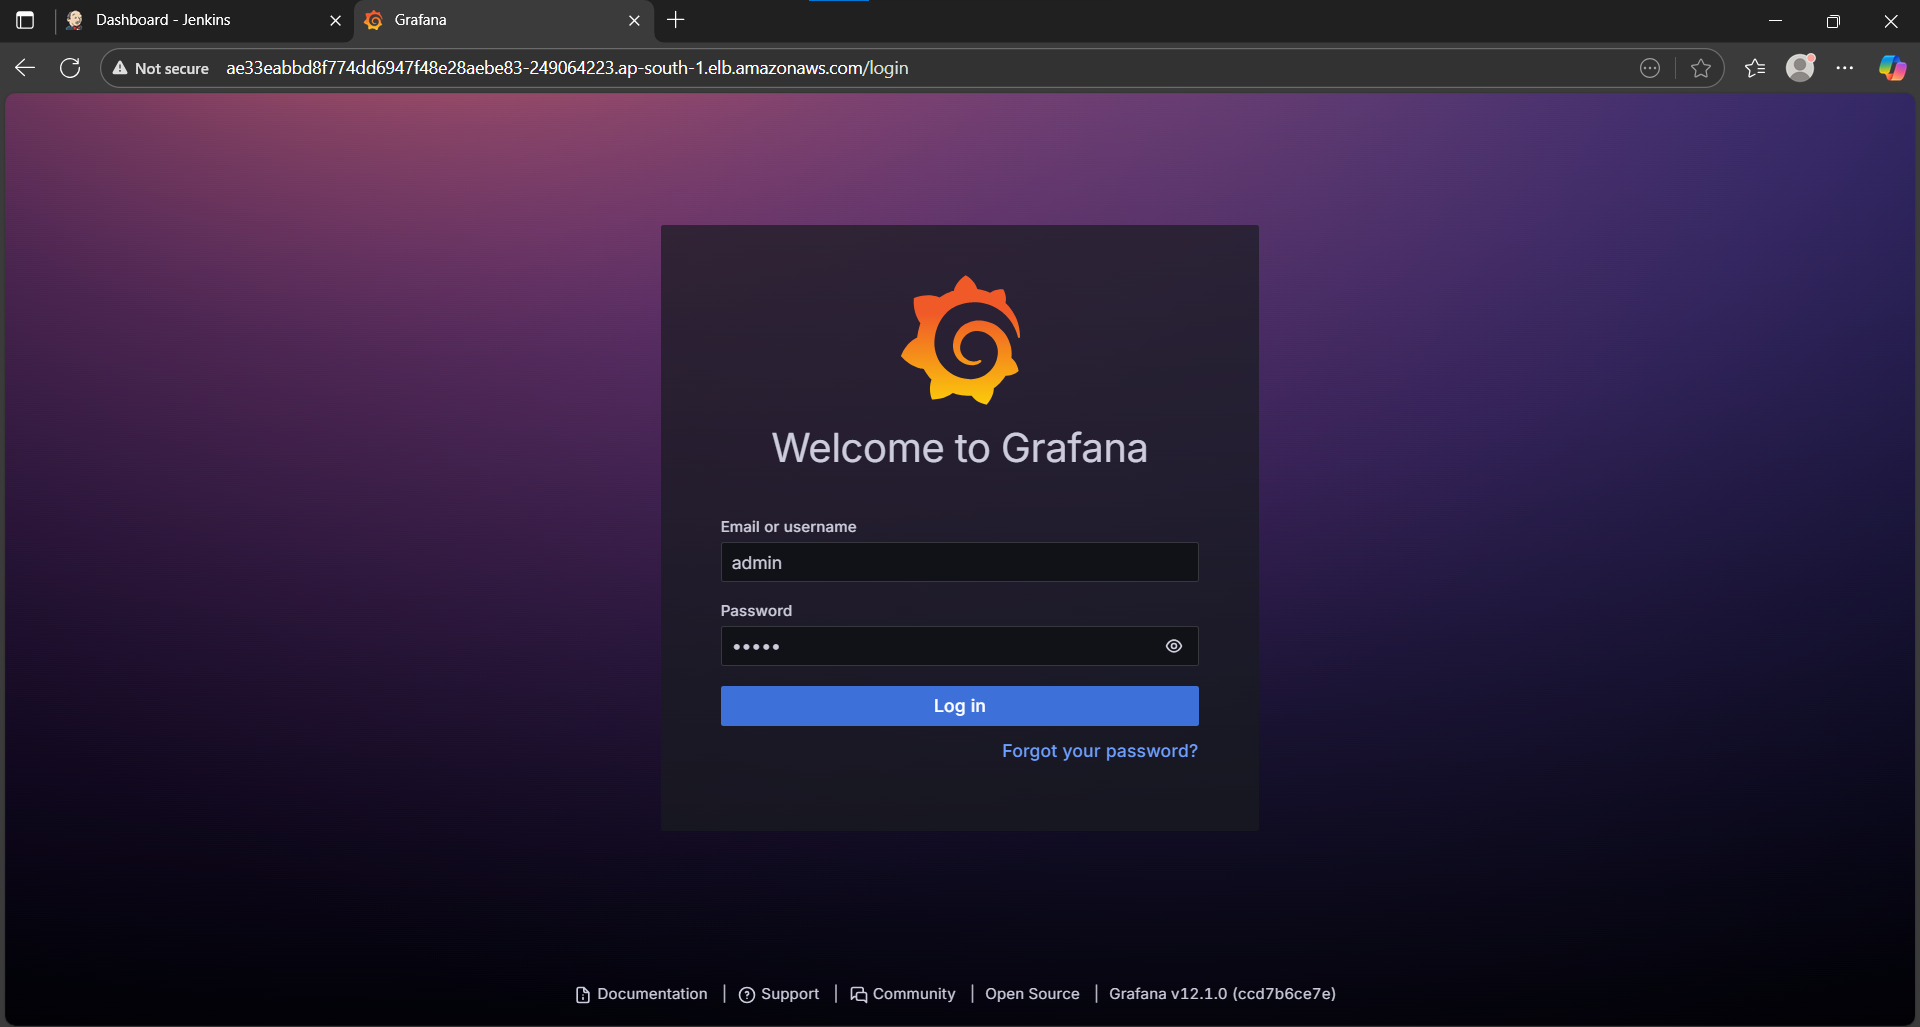 Dashboard - Jenkins
Grafana
Not secure ae33eabbd8f774dd6947f48e28aebe83-249064223.ap-south-1.elb.amazonaws.com/login
Welcome to Grafana
Email or username
admin
Password
•••••
Log in
Forgot your password?
Documentation | Support | Community | Open Source | Grafana v12.1.0 (ccd7b6ce7e)